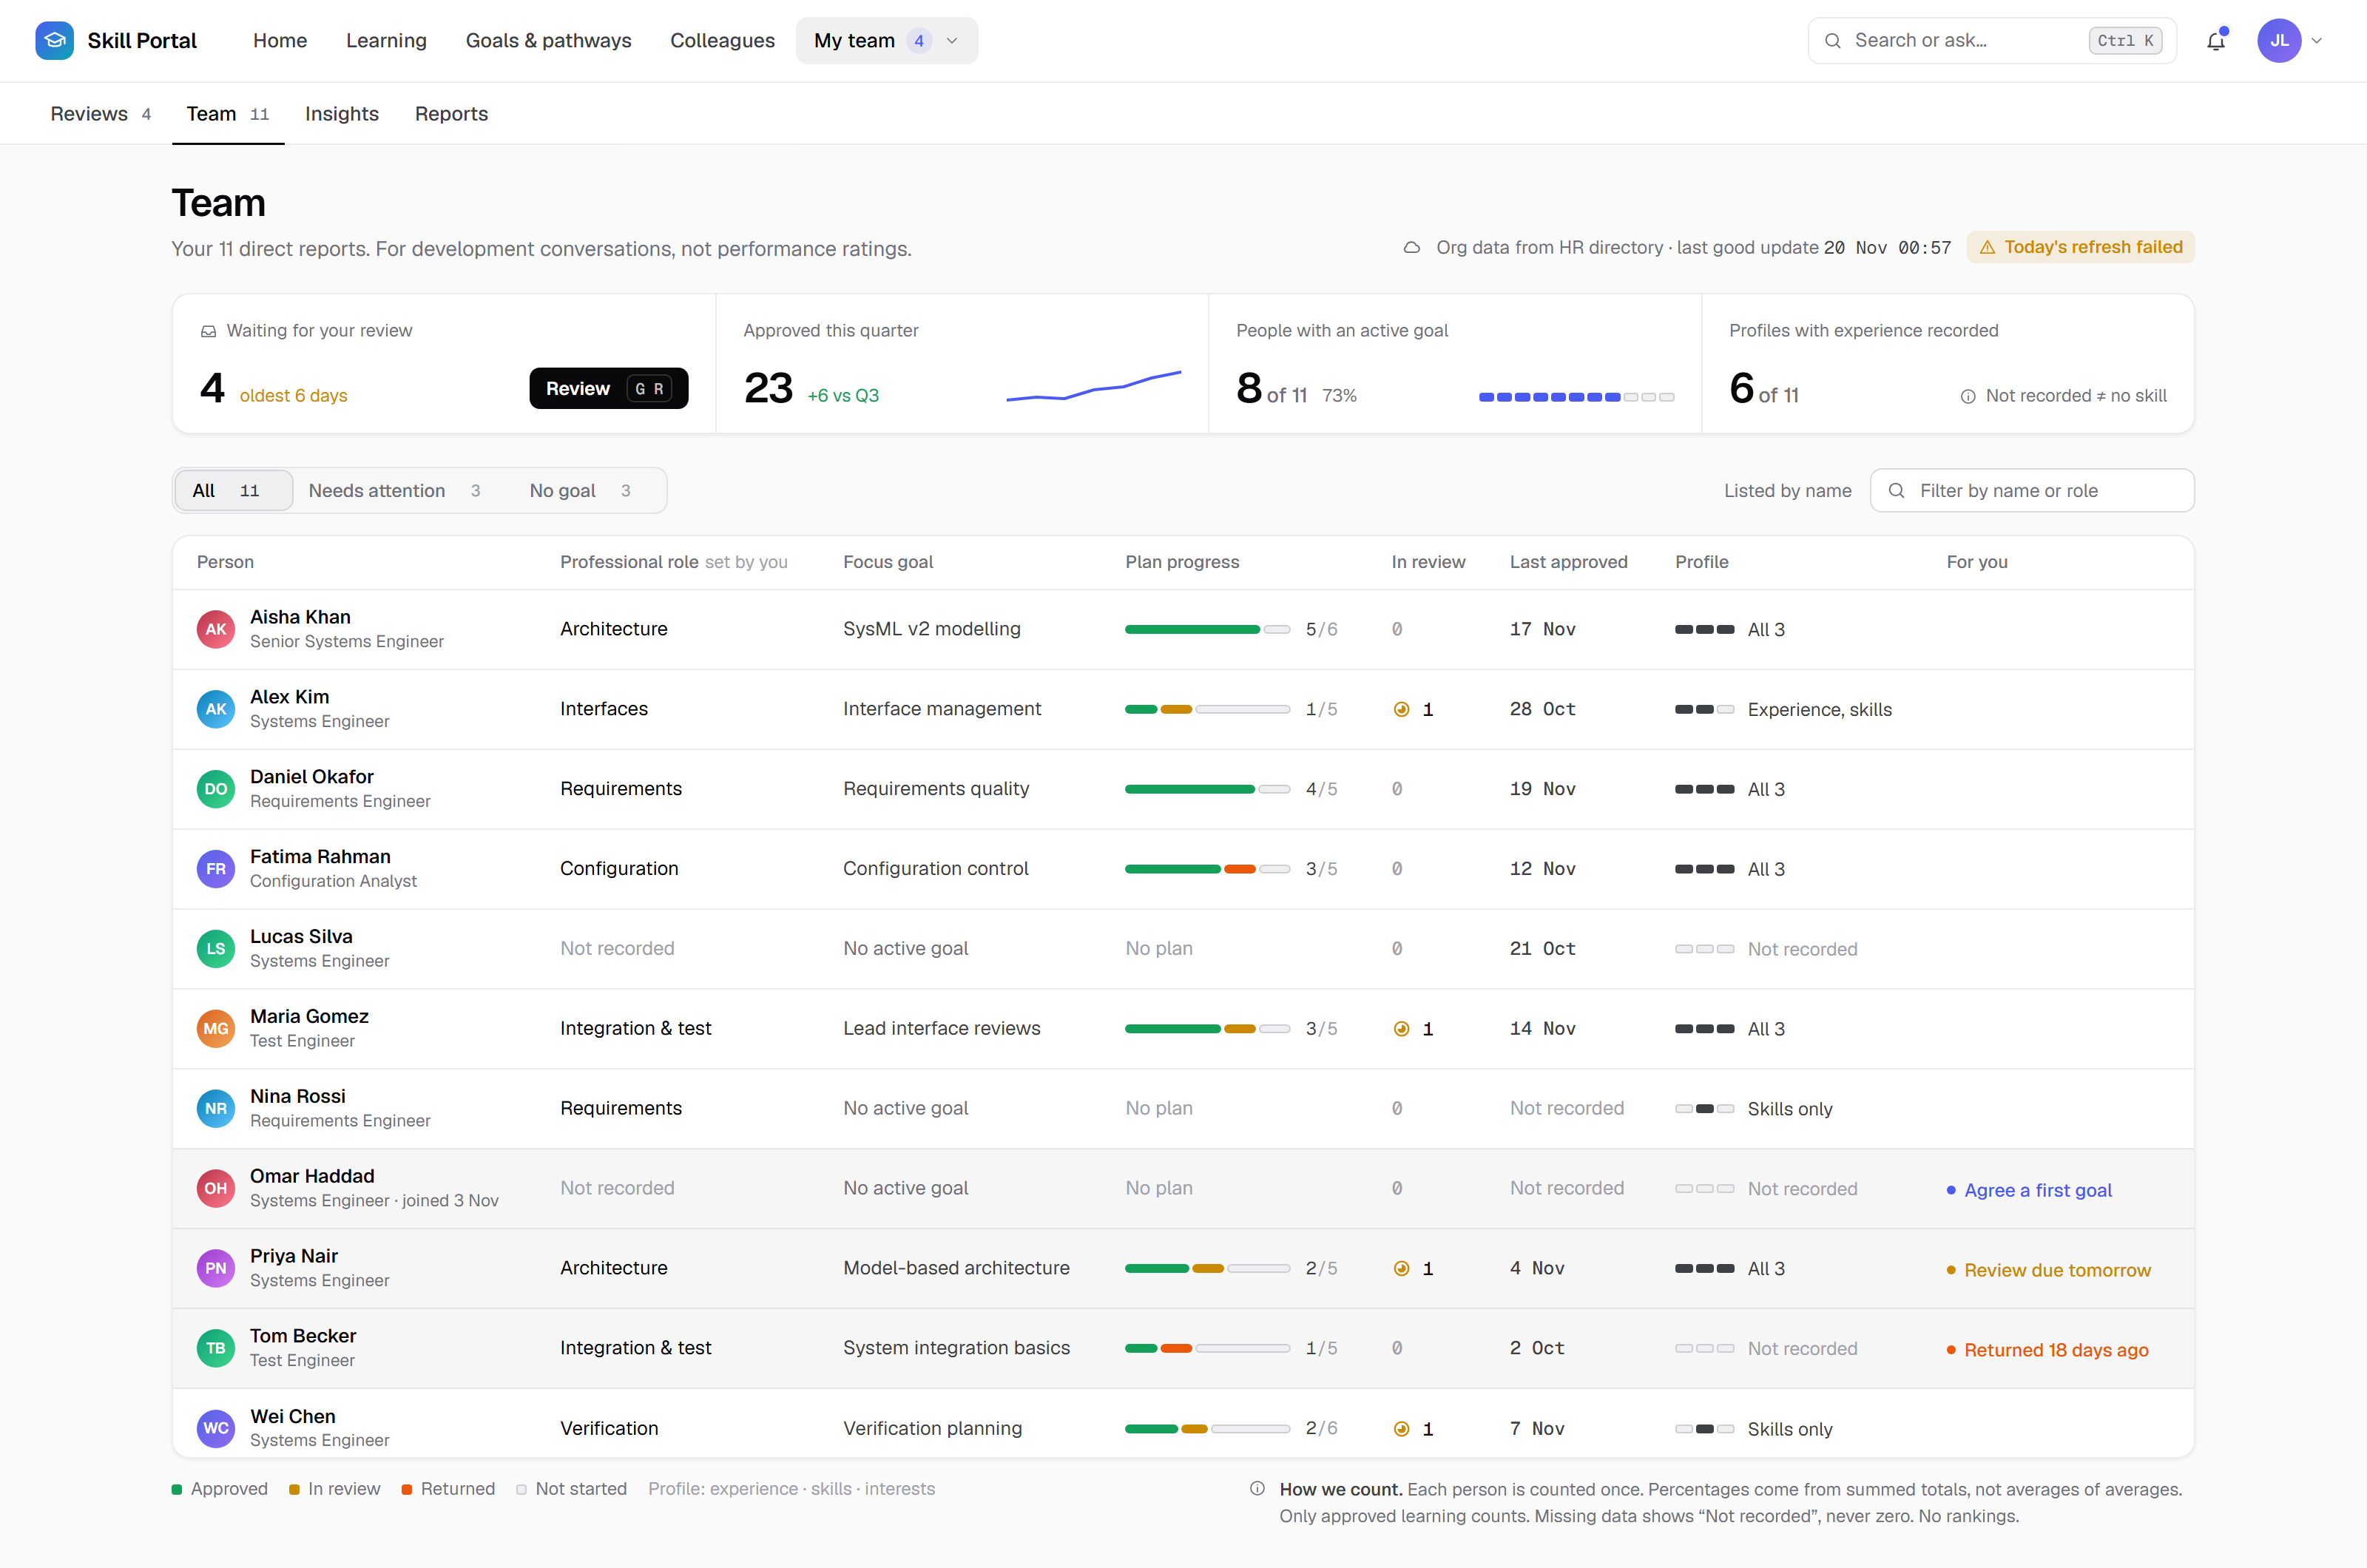 Skill Portal Home Learning Goals & pathways Colleagues My team 4 Search or ask... Ctrl K JL
Reviews 4 Team 11 Insights Reports
Team
Your 11 direct reports. For development conversations, not performance ratings.
Org data from HR directory · last good update 20 Nov 00:57 Today's refresh failed
Waiting for your review
4 oldest 6 days Review G R
Approved this quarter
23 +6 vs Q3
People with an active goal
8 of 11 73%
Profiles with experience recorded
6 of 11 Not recorded ≠ no skill
All 11 Needs attention 3 No goal 3 Listed by name Filter by name or role
Person Professional role set by you Focus goal Plan progress In review Last approved Profile For you
AK Aisha Khan
Senior Systems Engineer
Architecture SysML v2 modelling 5/6 0 17 Nov All 3
AK Alex Kim
Systems Engineer
Interfaces Interface management 1/5 1 28 Oct Experience, skills
DO Daniel Okafor
Requirements Engineer
Requirements Requirements quality 4/5 0 19 Nov All 3
FR Fatima Rahman
Configuration Analyst
Configuration Configuration control 3/5 0 12 Nov All 3
LS Lucas Silva
Systems Engineer
Not recorded No active goal No plan 0 21 Oct Not recorded
MG Maria Gomez
Test Engineer
Integration & test Lead interface reviews 3/5 1 14 Nov All 3
NR Nina Rossi
Requirements Engineer
Requirements No active goal No plan 0 Not recorded Skills only
OH Omar Haddad
Systems Engineer · joined 3 Nov
Not recorded No active goal No plan 0 Not recorded Not recorded Agree a first goal
PN Priya Nair
Systems Engineer
Architecture Model-based architecture 2/5 1 4 Nov All 3 Review due tomorrow
TB Tom Becker
Test Engineer
Integration & test System integration basics 1/5 0 2 Oct Not recorded Returned 18 days ago
WC Wei Chen
Systems Engineer
Verification Verification planning 2/6 1 7 Nov Skills only
Approved In review Returned Not started Profile: experience · skills · interests
How we count. Each person is counted once. Percentages come from summed totals, not averages of averages.
Only approved learning counts. Missing data shows “Not recorded”, never zero. No rankings.